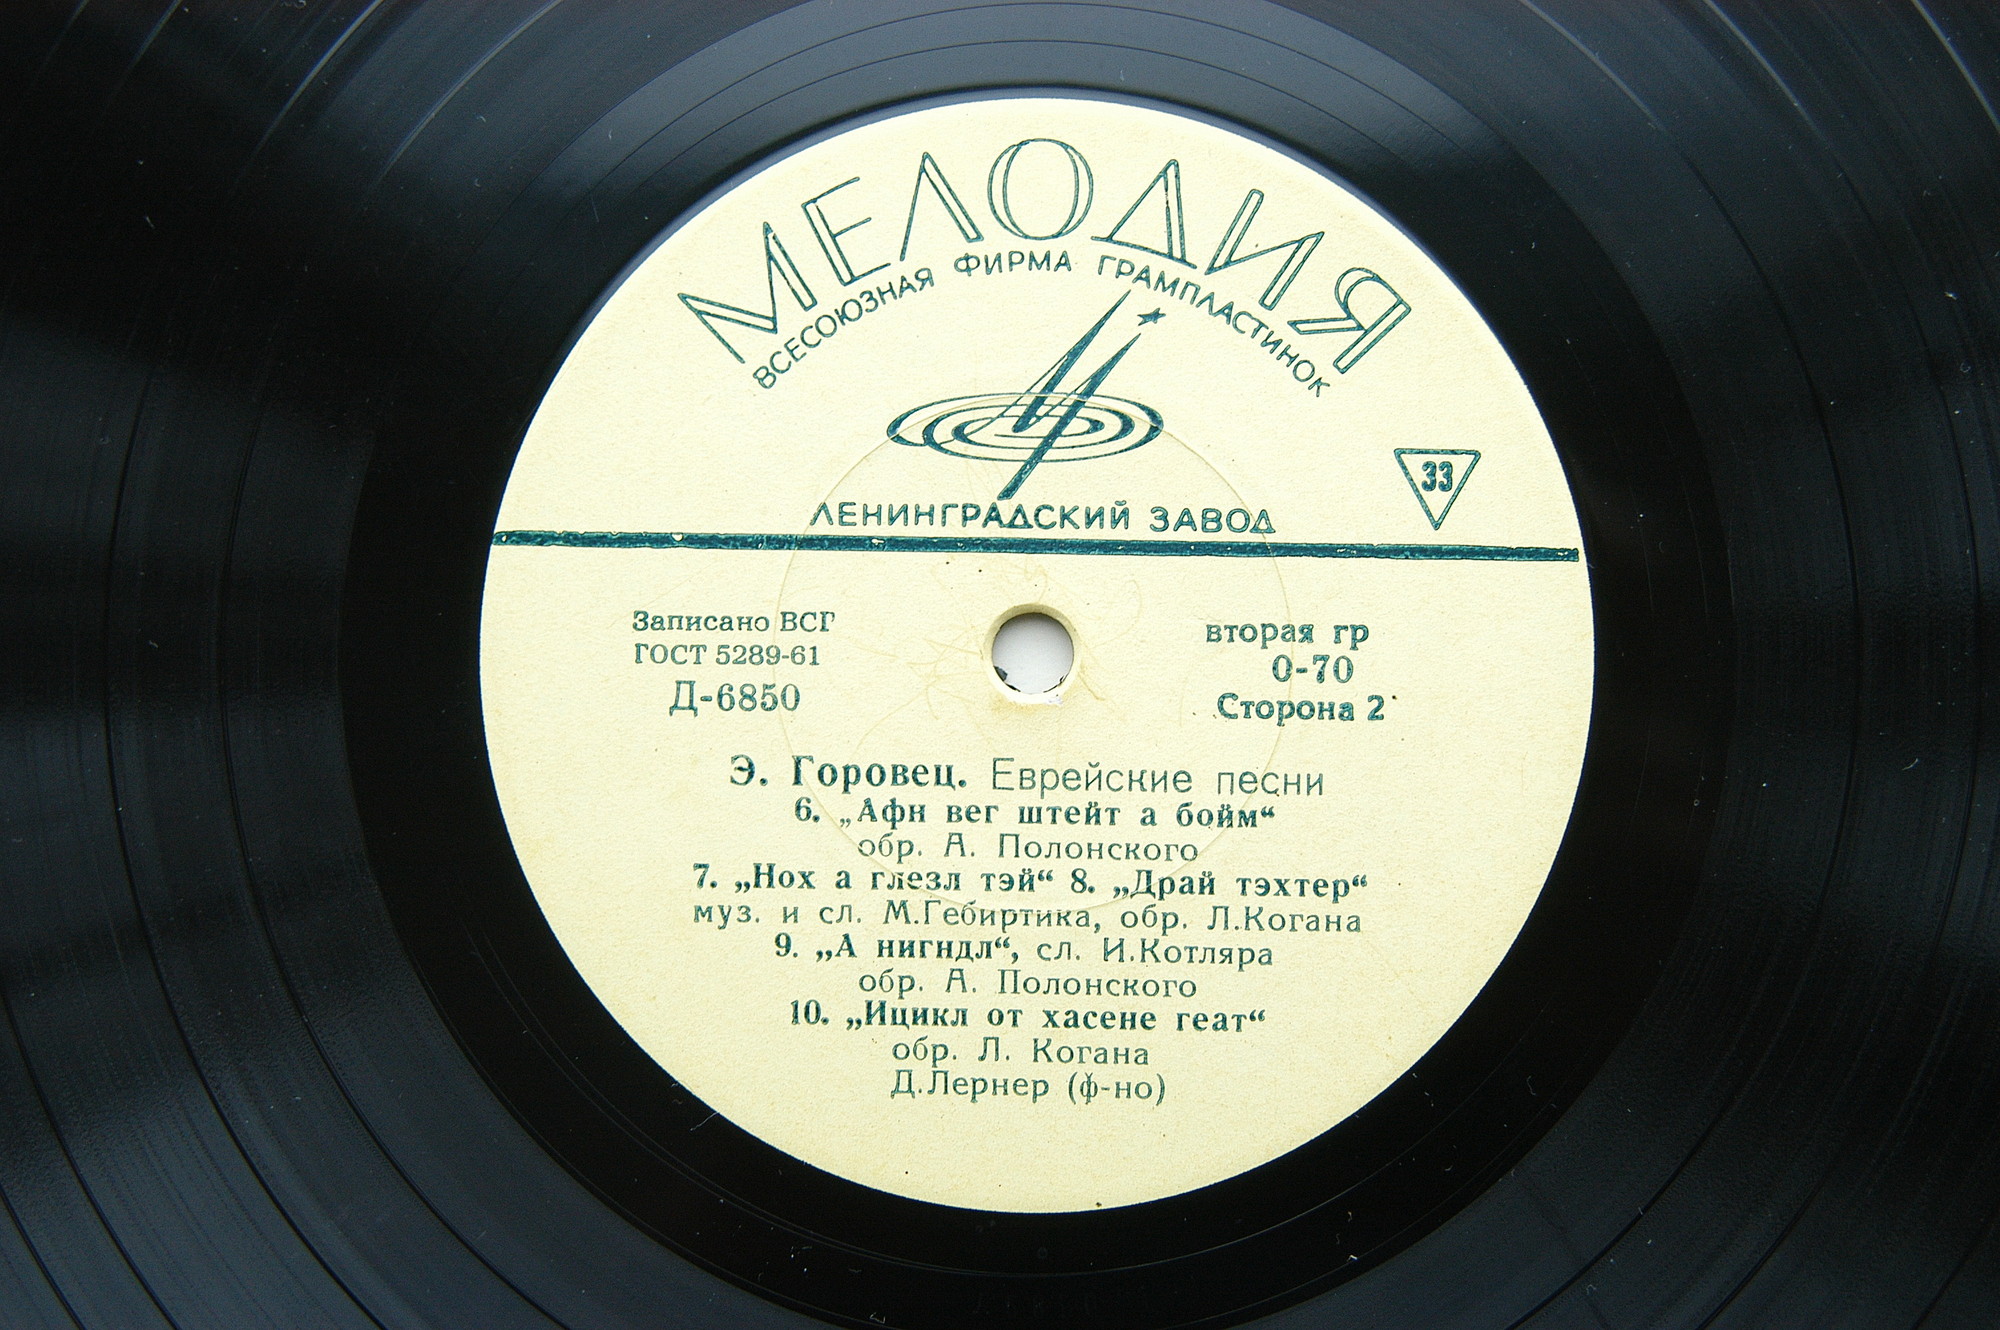 МЕЛОДИЯ
ВСЕСОЮЗНАЯ ФИРМА ГРАМПЛАСТИНОК
33
ЛЕНИНГРАДСКИЙ ЗАВОД
Записано ВСГ
ГОСТ 5289-61
Д-6850
вторая гр
0-70
Сторона 2
Э. Горовец. Еврейские песни
6. „Афн вег штейт а бойм“
обр. А. Полонского
7. „Нох а глезл тэй“ 8. „Драй тэхтер“
муз. и сл. М.Гебиртика, обр. Л.Когана
9. „А нигндл“, сл. И.Котляра
обр. А. Полонского
10. „Ицикл от хасене геат“
обр. Л. Когана
Д.Лернер (ф-но)